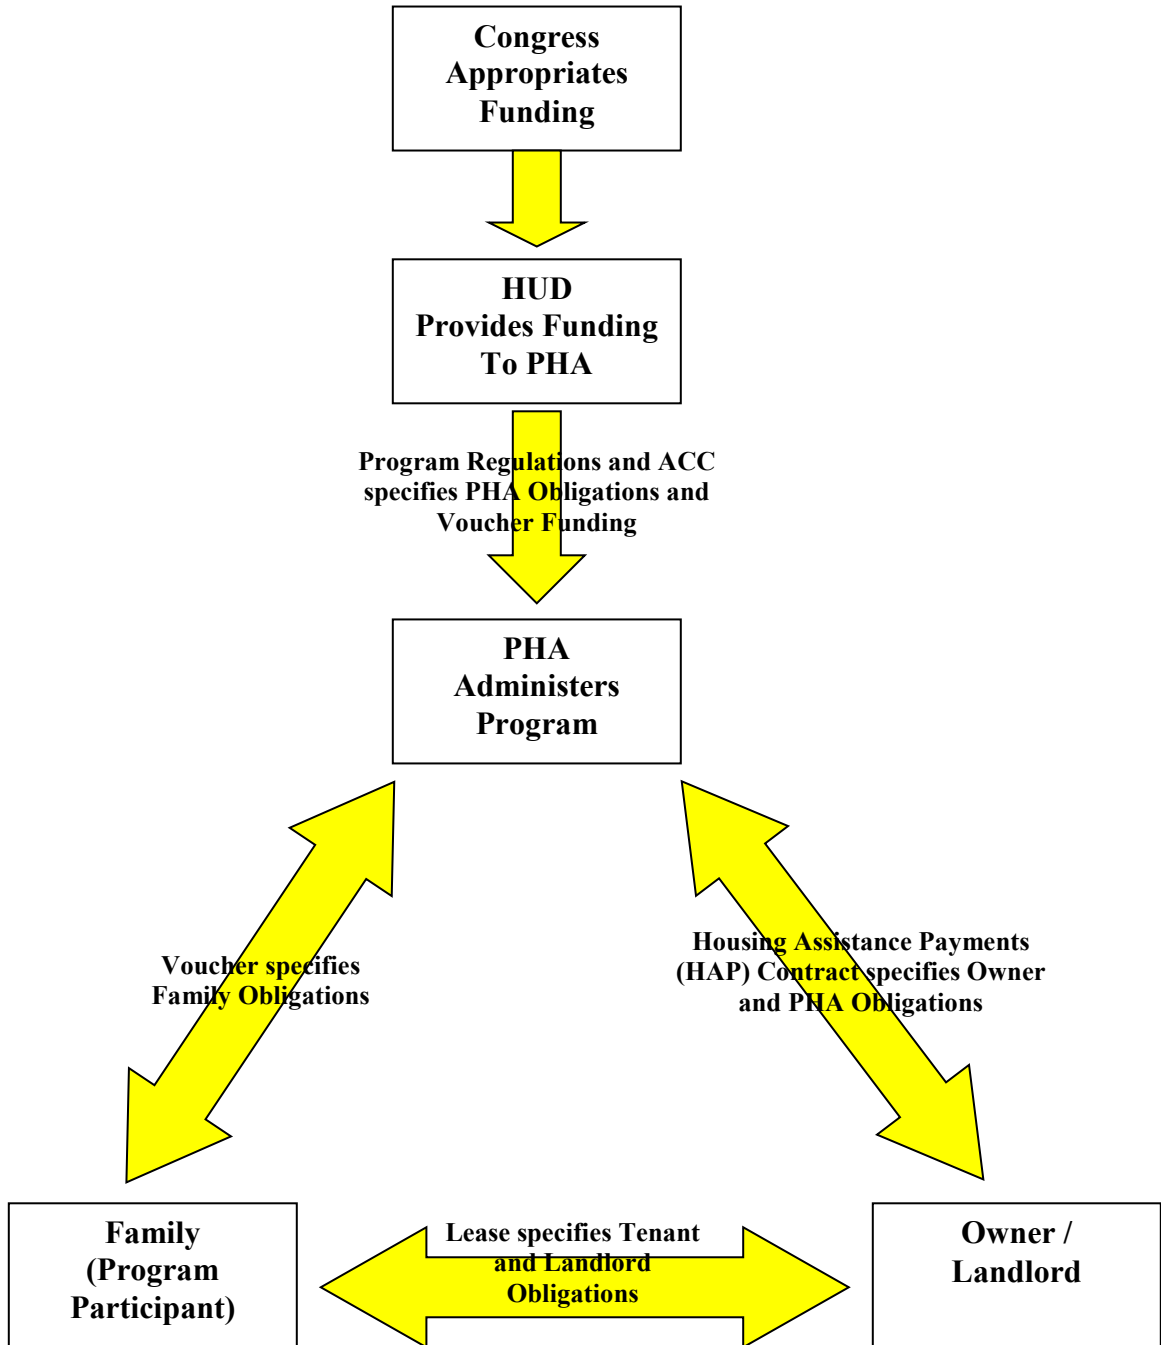 Congress
Appropriates
Funding
HUD
Provides Funding
To PHA
Program Regulations and ACC
specifies PHA Obligations and
Voucher Funding
PHA
Administers
Program
Voucher specifies
Family Obligations
Housing Assistance Payments
(HAP) Contract specifies Owner
and PHA Obligations
Family
(Program
Participant)
Lease specifies Tenant
and Landlord
Obligations
Owner /
Landlord